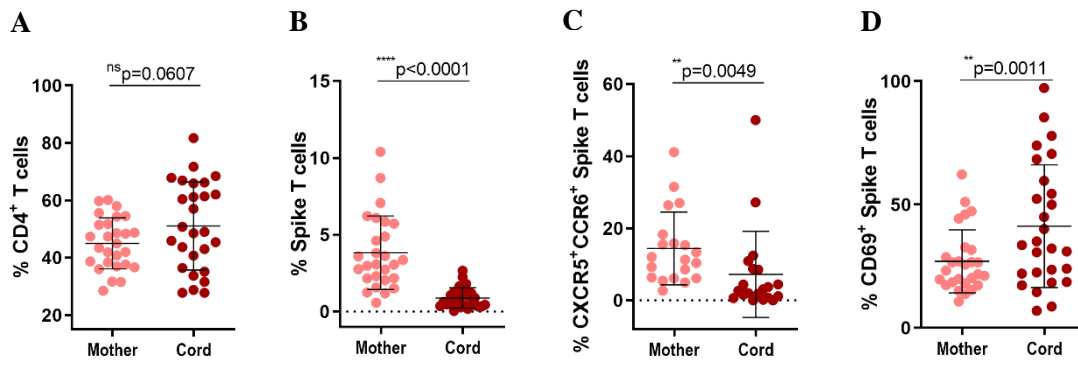 A
ns p=0.0607
% CD4+ T cells
100
80
60
40
20
Mother Cord
B
**** p<0.0001
% Spike T cells
15
10
5
0
Mother Cord
C
** p=0.0049
% CXCR5+CCR6+ Spike T cells
60
40
20
0
Mother Cord
D
** p=0.0011
% CD69+ Spike T cells
100
50
0
Mother Cord